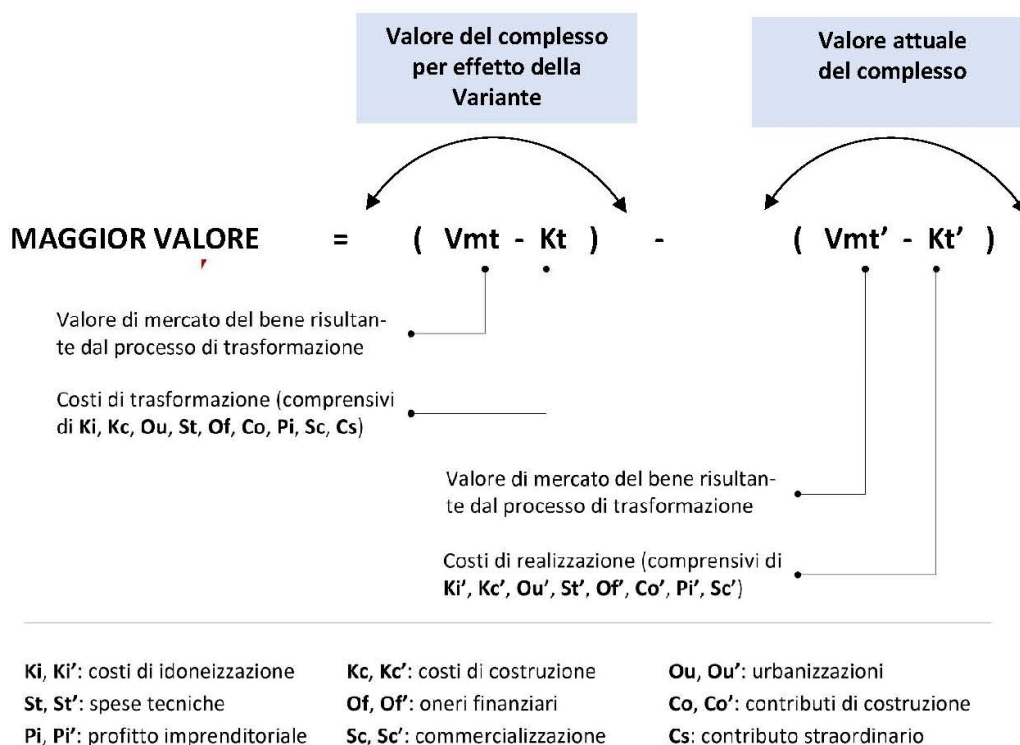 Valore del complesso
per effetto della
Variante
Valore attuale
del complesso
MAGGIOR VALORE = ( Vmt - Kt ) - ( Vmt’ - Kt’ )
Valore di mercato del bene risultan-
te dal processo di trasformazione
Costi di trasformazione (comprensivi
di Ki, Kc, Ou, St, Of, Co, Pi, Sc, Cs)
Valore di mercato del bene risultan-
te dal processo di trasformazione
Costi di realizzazione (comprensivi di
Ki’, Kc’, Ou’, St’, Of’, Co’, Pi’, Sc’)
Ki, Ki’: costi di idoneizzazione Kc, Kc’: costi di costruzione Ou, Ou’: urbanizzazioni
St, St’: spese tecniche Of, Of’: oneri finanziari Co, Co’: contributi di costruzione
Pi, Pi’: profitto imprenditoriale Sc, Sc’: commercializzazione Cs: contributo straordinario